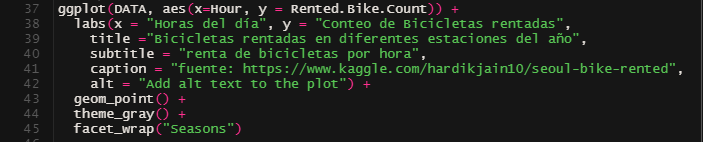 37 ggplot(DATA, aes(x=Hour, y = Rented.Bike.Count)) +
38 labs(x = "Horas del día", y = "Conteo de Bicicletas rentadas",
39 title ="Bicicletas rentadas en diferentes estaciones del año",
40 subtitle = "renta de bicicletas por hora",
41 caption = "fuente: https://www.kaggle.com/hardikjain10/seoul-bike-rented",
42 alt = "Add alt text to the plot") +
43 geom_point() +
44 theme_gray() +
45 facet_wrap("Seasons")